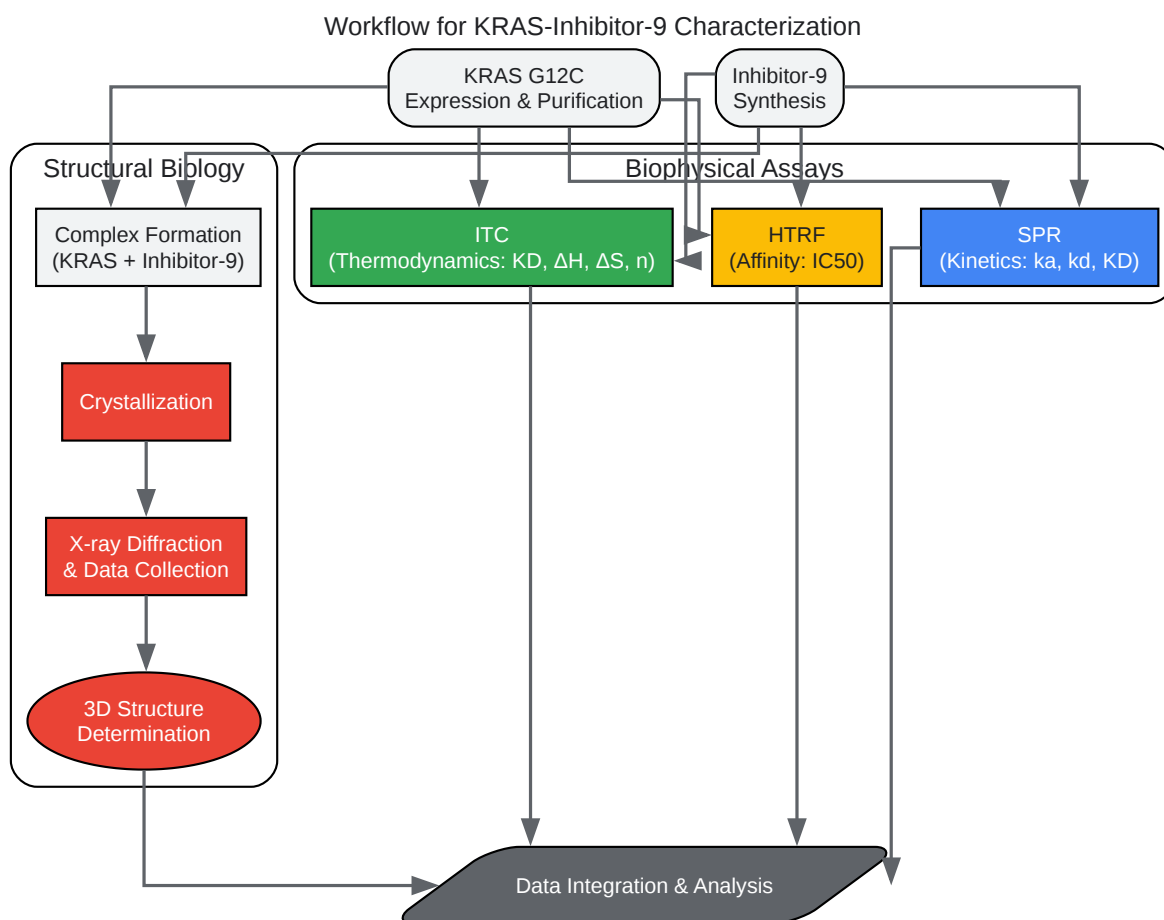 Workflow for KRAS-Inhibitor-9 Characterization
KRAS G12C
Expression & Purification
Inhibitor-9
Synthesis
Structural Biology
Biophysical Assays
Complex Formation
(KRAS + Inhibitor-9)
ITC
(Thermodynamics: KD, ΔH, ΔS, n)
HTRF
(Affinity: IC50)
SPR
(Kinetics: ka, kd, KD)
Crystallization
X-ray Diffraction
& Data Collection
3D Structure
Determination
Data Integration & Analysis